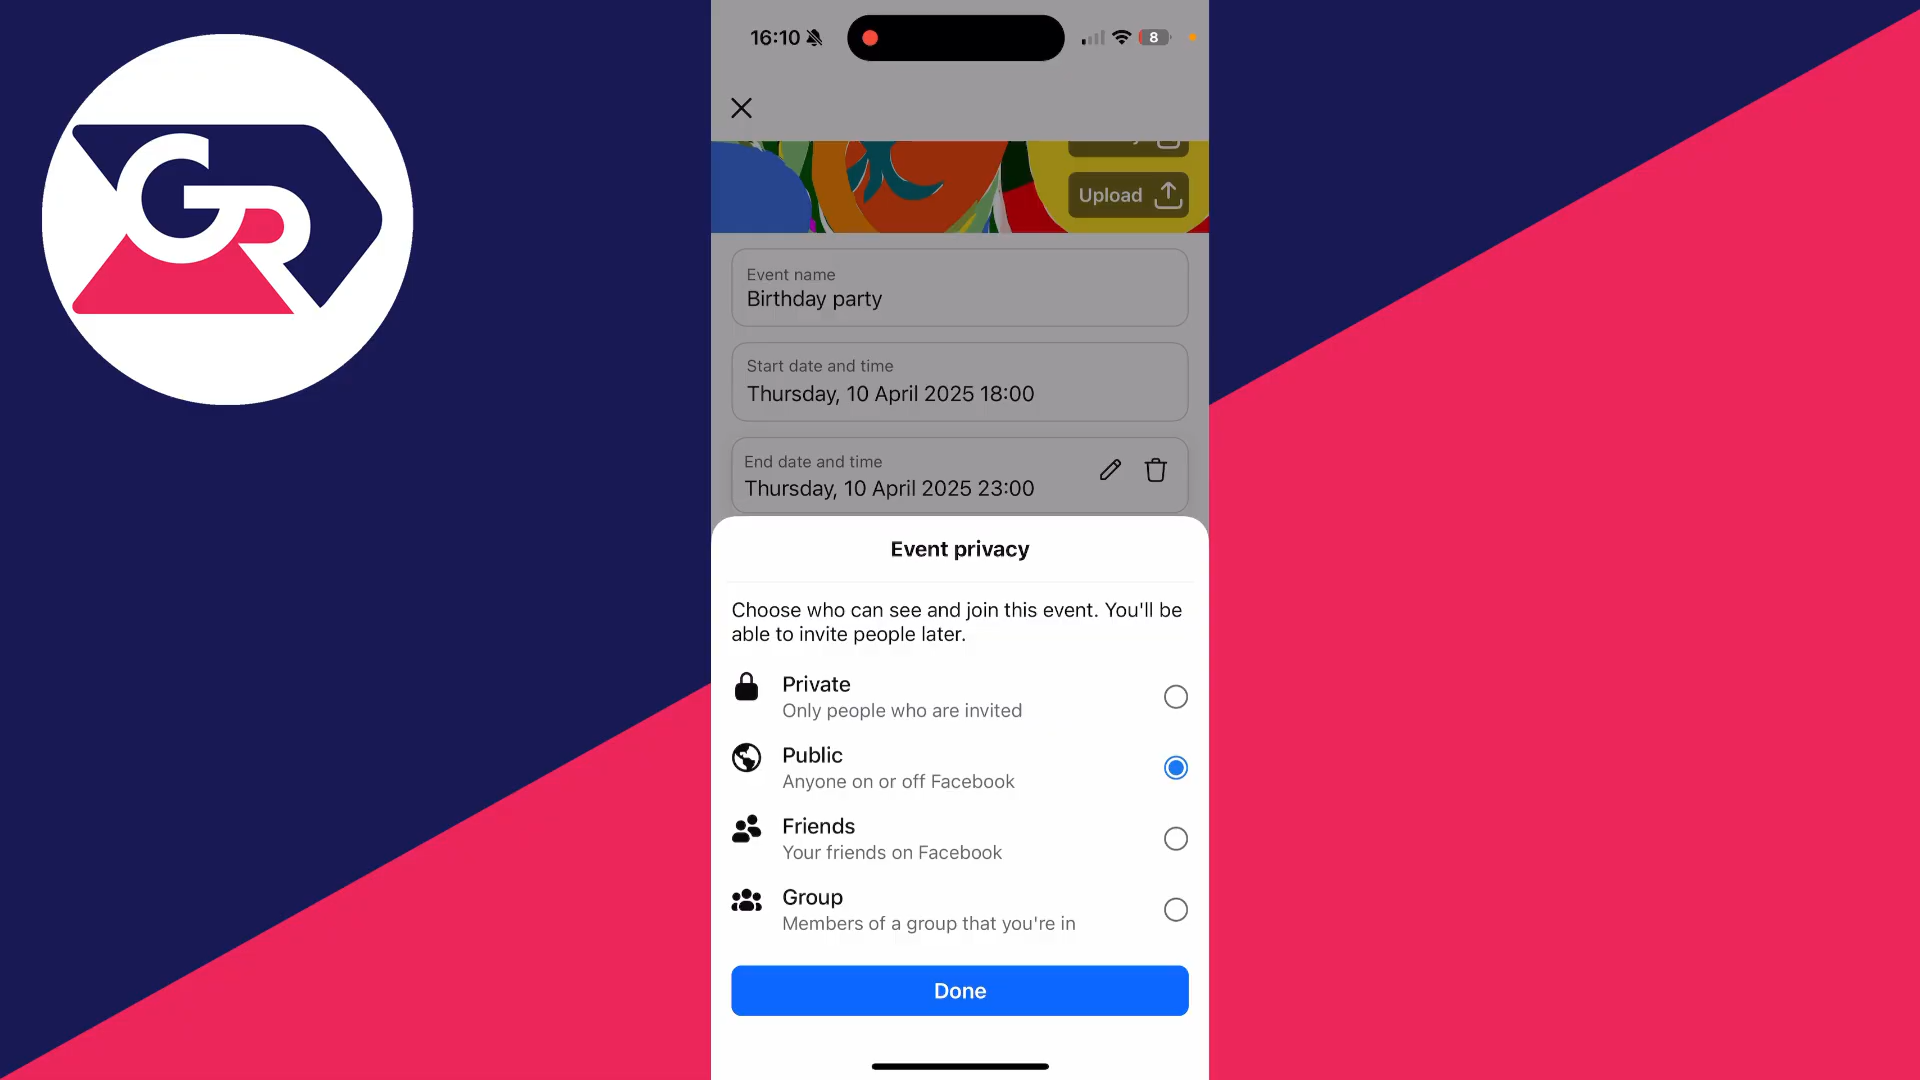 GR
16:10
8
Upload
Event name
Birthday party
Start date and time
Thursday, 10 April 2025 18:00
End date and time
Thursday, 10 April 2025 23:00
Event privacy
Choose who can see and join this event. You'll be
able to invite people later.
Private
Only people who are invited
Public
Anyone on or off Facebook
Friends
Your friends on Facebook
Group
Members of a group that you're in
Done